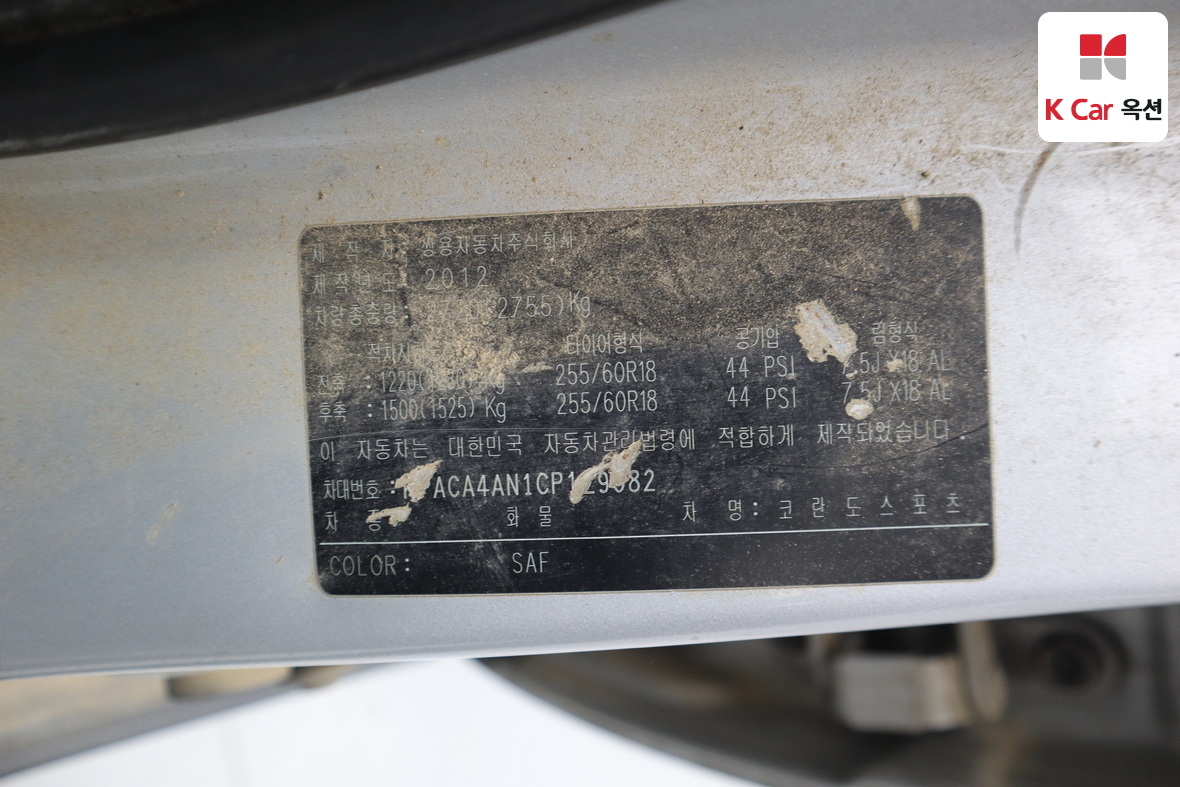 K Car 옥션
제 작 자: 쌍용자동차주식회사
제작년도: 2012
차량총중량: (2755)Kg
타이어형식 공기압 림형식
전축 : Kg 255/60R18 44 PSI X18 AL
후축 : 1500(1525) Kg 255/60R18 44 PSI 7.5J X18 AL
이 자동차는 대한민국 자동차관리법령에 적합하게 제작되었습니다.
차대번호 :
차 종 화 물 차 명: 코 란 도 스 포 츠
COLOR: SAF